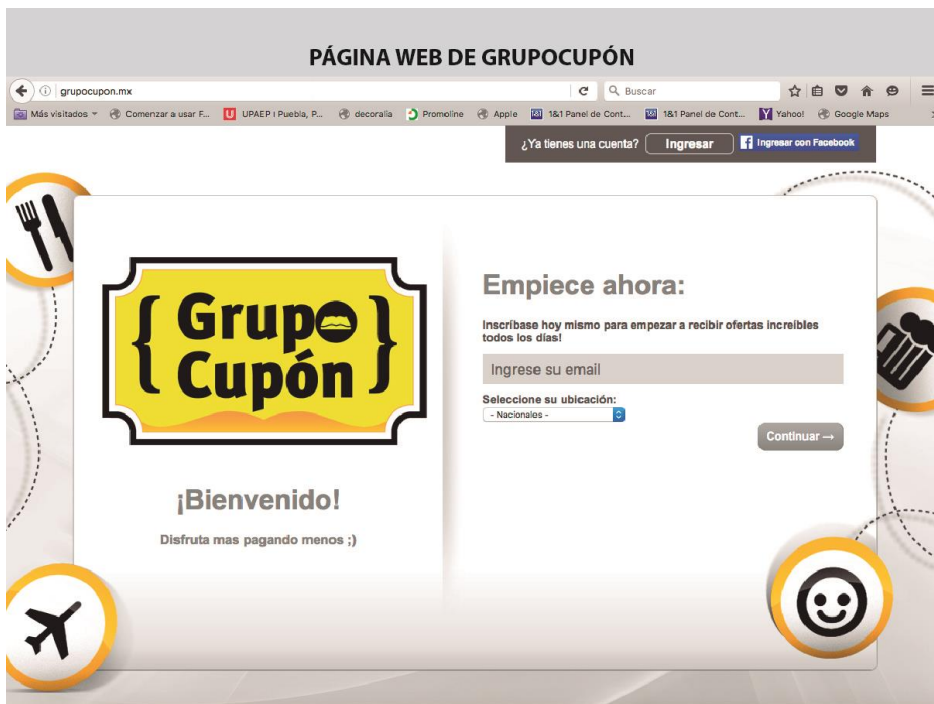 PÁGINA WEB DE GRUPOCUPÓN
grupocupon.mx
Buscar
Más visitados
Comenzar a usar F...
UPAEP I Puebla, P...
decoralia
Promoline
Apple
1&1 Panel de Cont...
1&1 Panel de Cont...
Yahoo!
Google Maps
¿Ya tienes una cuenta?
Ingresar
Ingresar con Facebook
{ Grupo
Cupón }
¡Bienvenido!
Disfruta mas pagando menos ;)
Empiece ahora:
Inscríbase hoy mismo para empezar a recibir ofertas increíbles
todos los días!
Ingrese su email
Seleccione su ubicación:
- Nacionales -
Continuar →